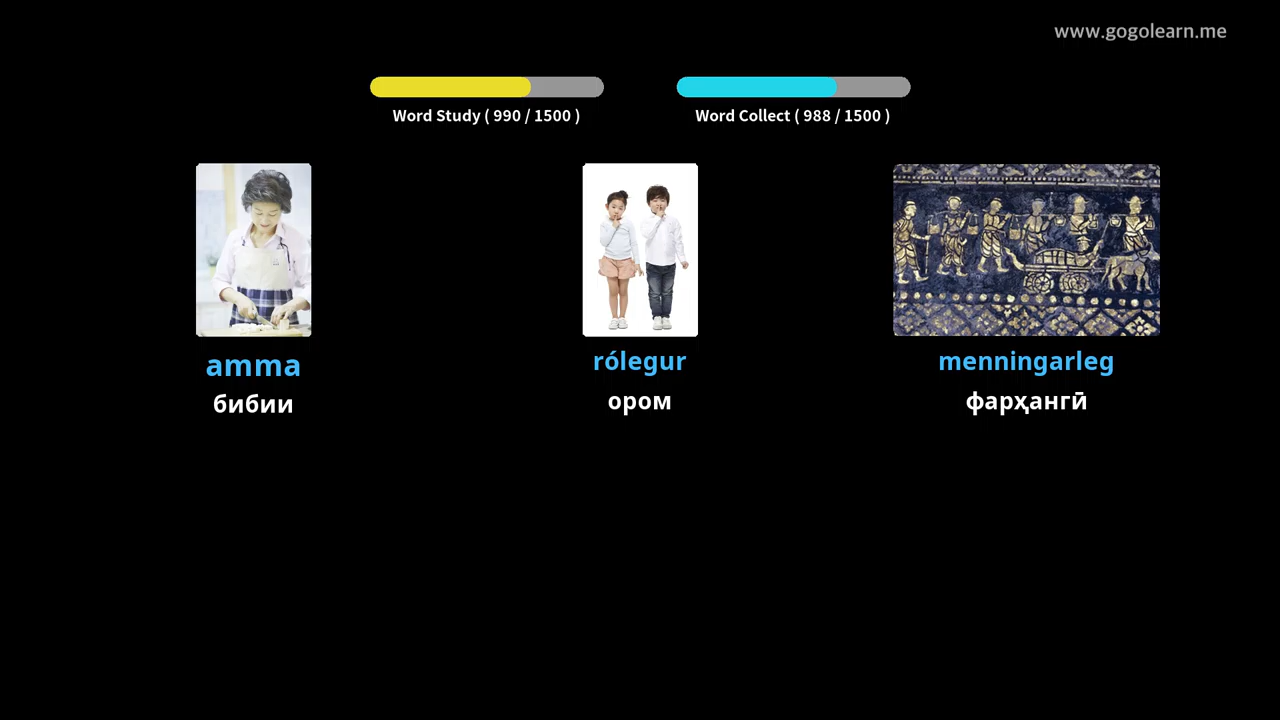 www.gogolearn.me
Word Study ( 990 / 1500 )
Word Collect ( 988 / 1500 )
amma
бибии
rólegur
ором
menningarleg
фарҳангӣ